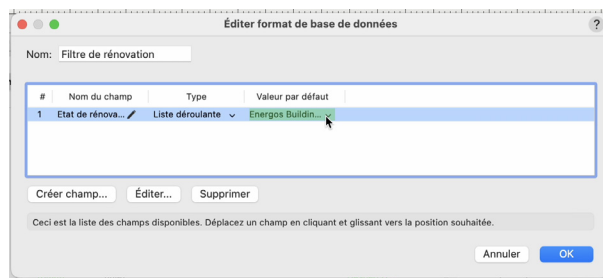 Éditer format de base de données
?
Nom: Filtre de rénovation
# Nom du champ Type Valeur par défaut
1 Etat de rénova... Liste déroulante Energos Buildin...
Créer champ... Éditer... Supprimer
Ceci est la liste des champs disponibles. Déplacez un champ en cliquant et glissant vers la position souhaitée.
Annuler OK